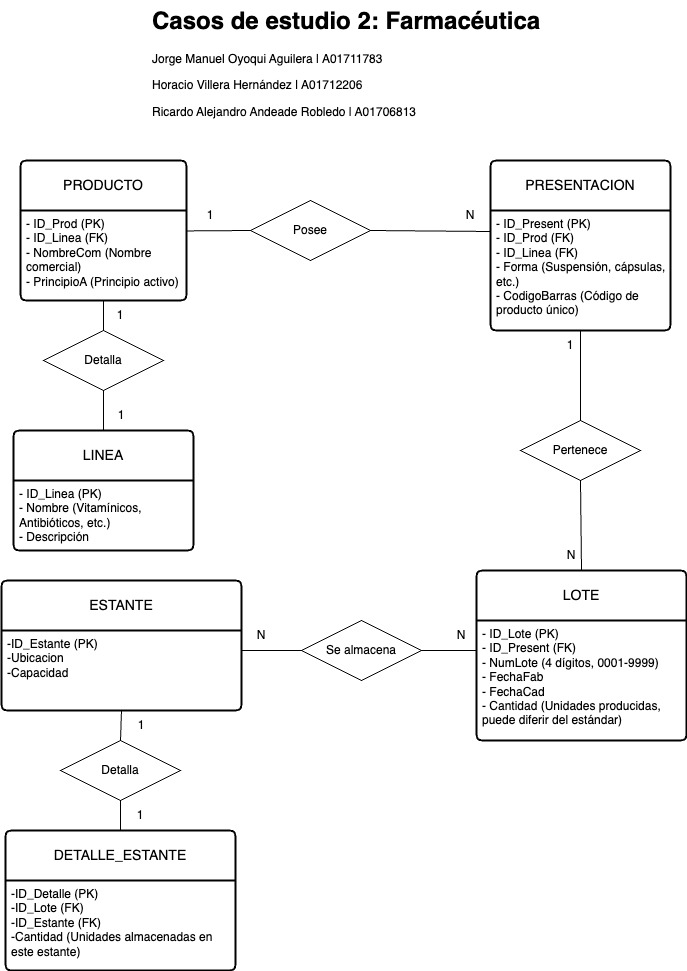 Casos de estudio 2: Farmacéutica
Jorge Manuel Oyoqui Aguilera | A01711783
Horacio Villera Hernández | A01712206
Ricardo Alejandro Andeade Robledo | A01706813
PRODUCTO
- ID_Prod (PK)
- ID_Linea (FK)
- NombreCom (Nombre
comercial)
- PrincipioA (Principio activo)
1
Posee
N
PRESENTACION
- ID_Present (PK)
- ID_Prod (FK)
- ID_Linea (FK)
- Forma (Suspensión, cápsulas,
etc.)
- CodigoBarras (Código de
producto único)
1
Detalla
1
LINEA
- ID_Linea (PK)
- Nombre (Vitamínicos,
Antibióticos, etc.)
- Descripción
1
Pertenece
N
ESTANTE
-ID_Estante (PK)
-Ubicacion
-Capacidad
N
Se almacena
N
LOTE
- ID_Lote (PK)
- ID_Present (FK)
- NumLote (4 dígitos, 0001-9999)
- FechaFab
- FechaCad
- Cantidad (Unidades producidas,
puede diferir del estándar)
1
Detalla
1
DETALLE_ESTANTE
-ID_Detalle (PK)
-ID_Lote (FK)
-ID_Estante (FK)
-Cantidad (Unidades almacenadas en
este estante)